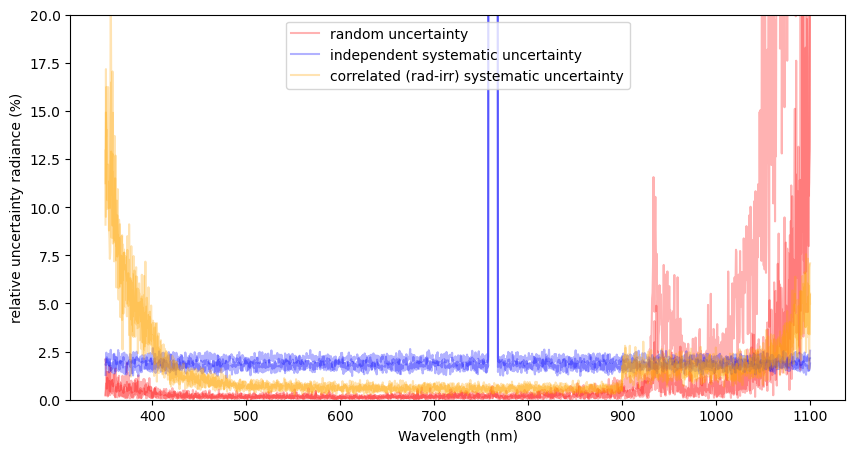 20.0
17.5
15.0
12.5
10.0
7.5
5.0
2.5
0.0
relative uncertainty radiance (%)
random uncertainty
independent systematic uncertainty
correlated (rad-irr) systematic uncertainty
400 500 600 700 800 900 1000 1100
Wavelength (nm)